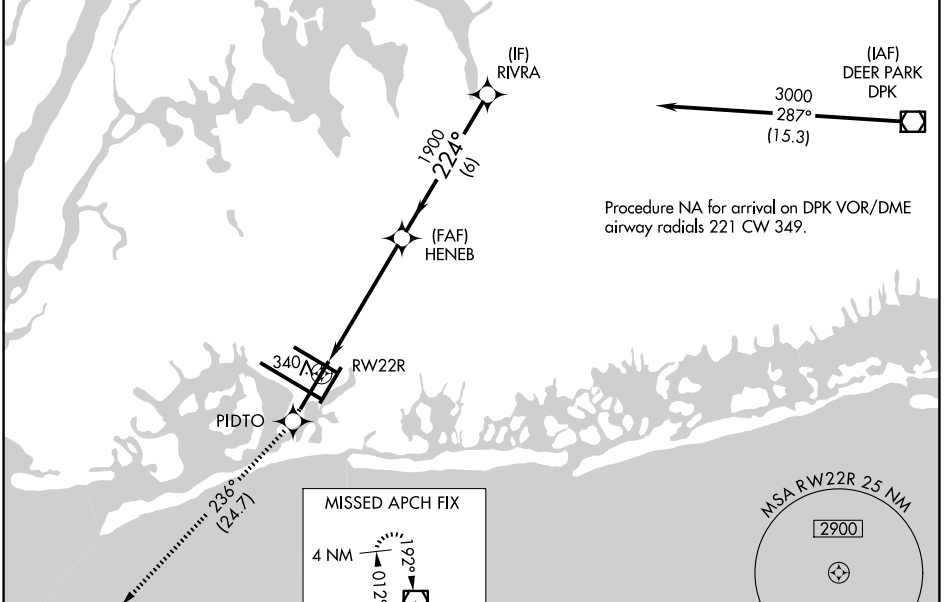 (IF)
RIVRA
(IAF)
DEER PARK
DPK
3000
287°
(15.3)
1900
224°
(6)
Procedure NA for arrival on DPK VOR/DME
airway radials 221 CW 349.
(FAF)
HENEB
340
RW22R
PIDTO
236°
(24.7)
MISSED APCH FIX
4 NM
192°
012°
MSA RW22R 25 NM
2900